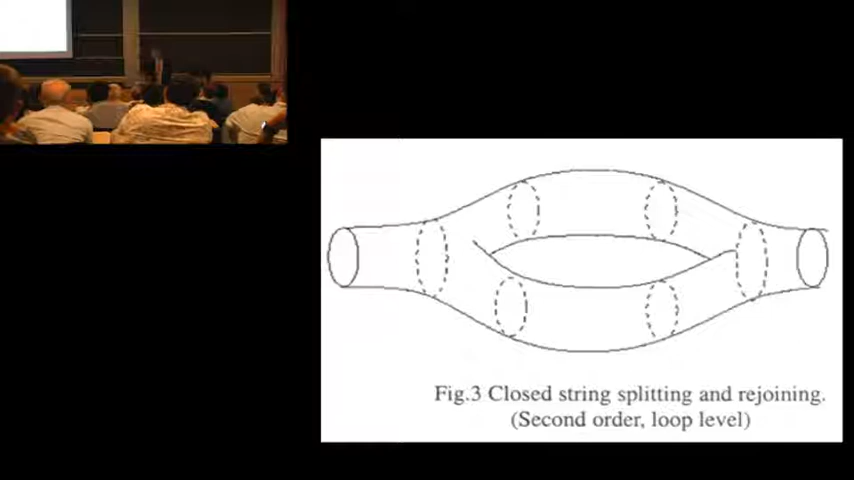 Fig.3 Closed string splitting and rejoining.
(Second order, loop level)